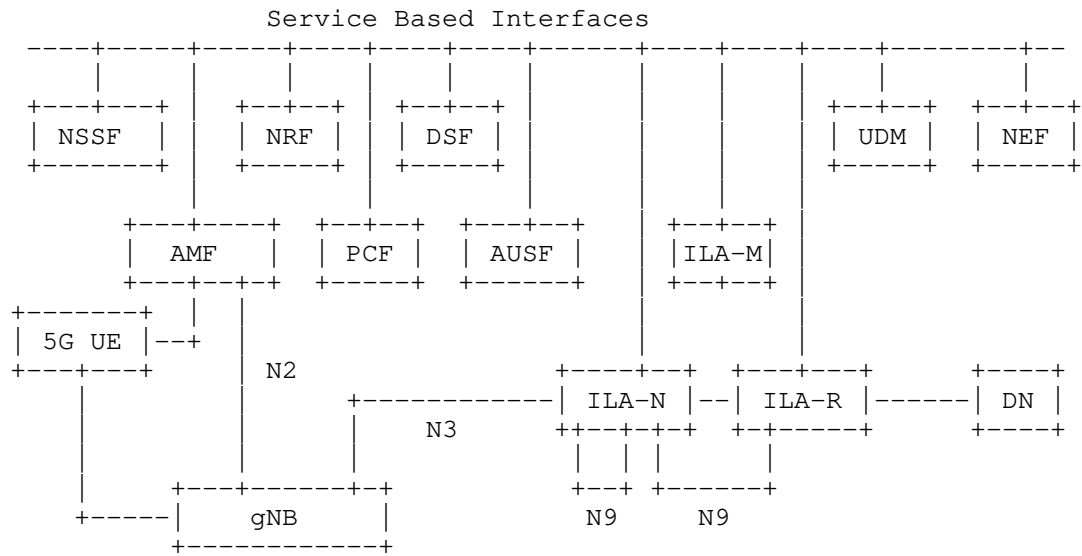 Service Based Interfaces
NSSF NRF DSF UDM NEF
AMF PCF AUSF ILA-M
5G UE
N2
ILA-N ILA-R DN
N3
gNB N9 N9